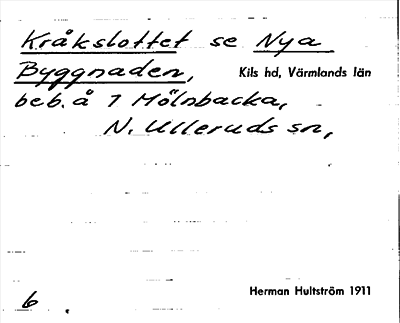 Kråkslottet se Nya
Byggnaden, Kils hd, Värmlands län
beb. å 7 Mölnbacka,
N. Ulleruds sn,
6 Herman Hultström 1911